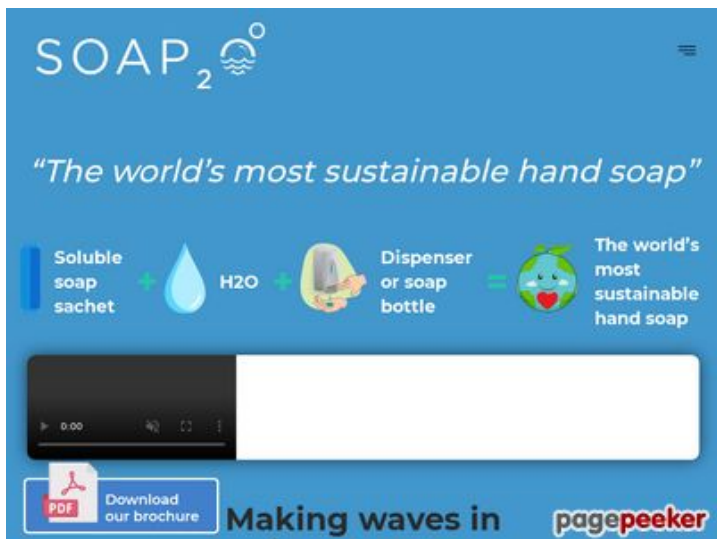 SOAP2O
“The world’s most sustainable hand soap”
Soluble
soap
sachet
+
H2O
+
Dispenser
or soap
bottle
=
The world’s
most
sustainable
hand soap
0:00
PDF
Download
our brochure
Making waves in
pagepeeker